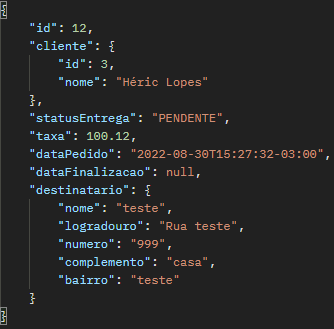 {
    "id": 12,
    "cliente": {
        "id": 3,
        "nome": "Héric Lopes"
    },
    "statusEntrega": "PENDENTE",
    "taxa": 100.12,
    "dataPedido": "2022-08-30T15:27:32-03:00",
    "dataFinalizacao": null,
    "destinatario": {
        "nome": "teste",
        "logradouro": "Rua teste",
        "numero": "999",
        "complemento": "casa",
        "bairro": "teste"
    }
}